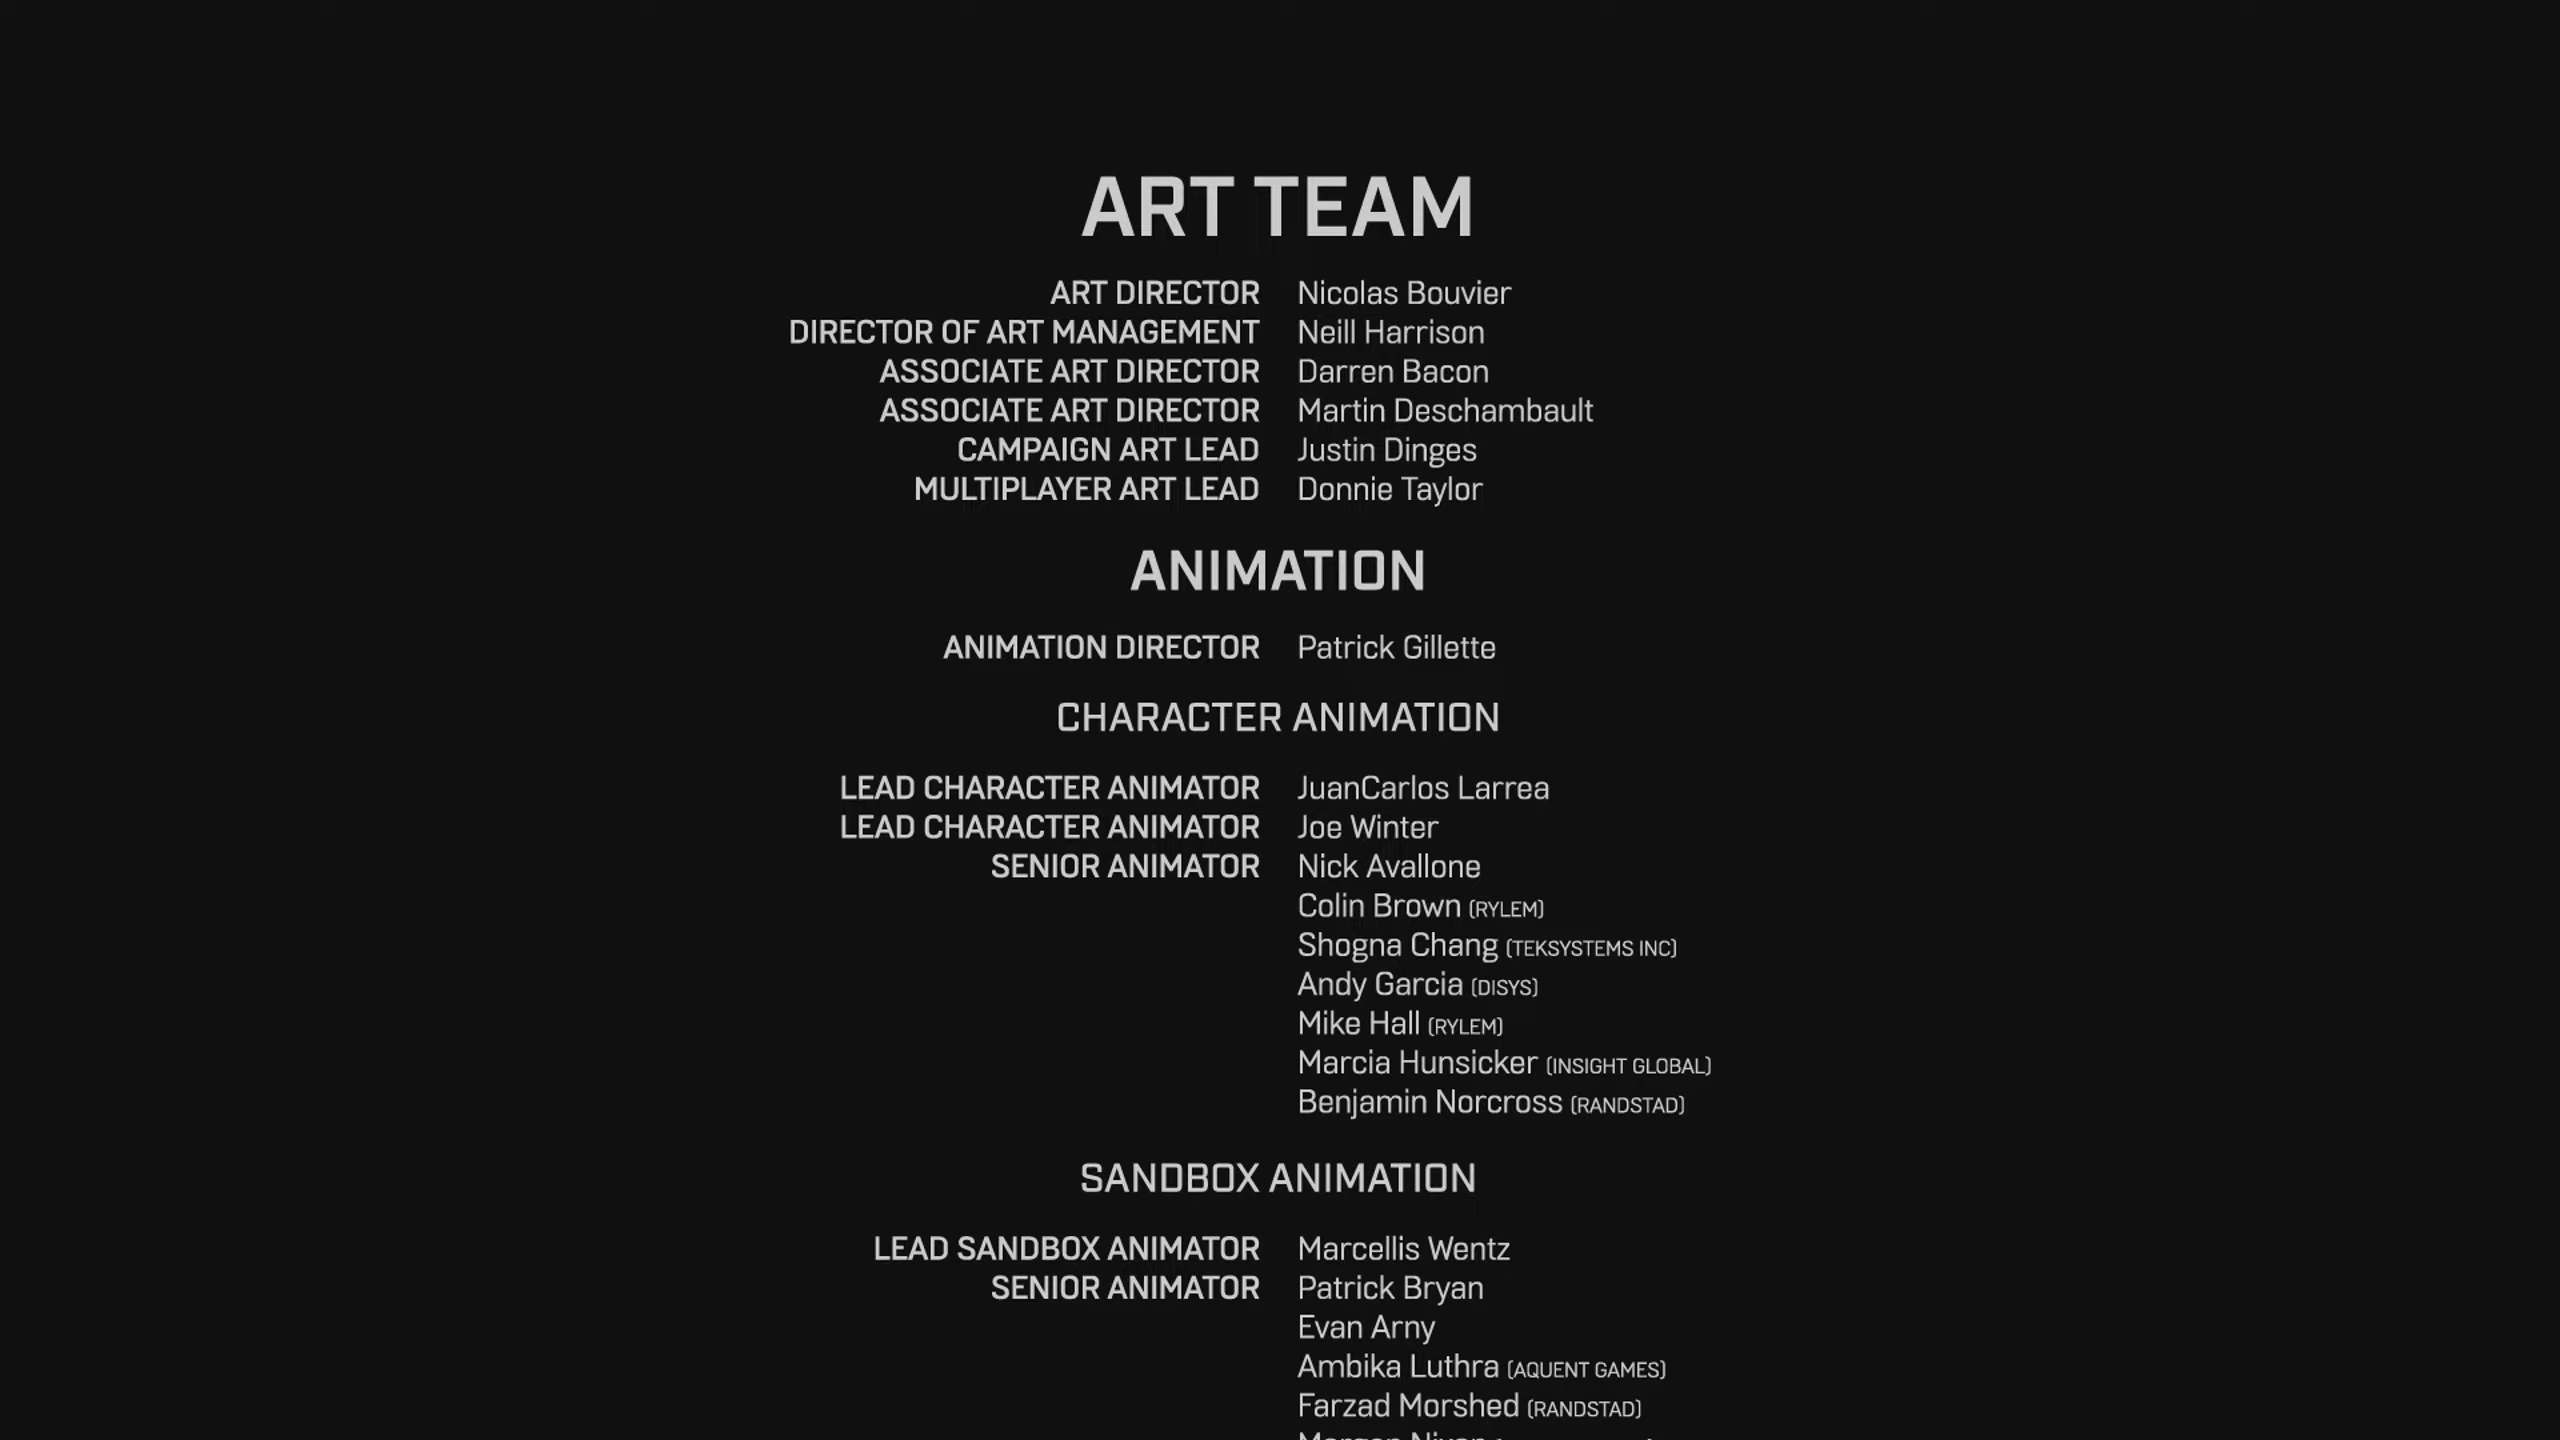 ART TEAM
ART DIRECTOR Nicolas Bouvier
DIRECTOR OF ART MANAGEMENT Neill Harrison
ASSOCIATE ART DIRECTOR Darren Bacon
ASSOCIATE ART DIRECTOR Martin Deschambault
CAMPAIGN ART LEAD Justin Dinges
MULTIPLAYER ART LEAD Donnie Taylor
ANIMATION
ANIMATION DIRECTOR Patrick Gillette
CHARACTER ANIMATION
LEAD CHARACTER ANIMATOR JuanCarlos Larrea
LEAD CHARACTER ANIMATOR Joe Winter
SENIOR ANIMATOR Nick Avallone
Colin Brown (RYLEM)
Shogna Chang (TEKSYSTEMS INC)
Andy Garcia (DISYS)
Mike Hall (RYLEM)
Marcia Hunsicker (INSIGHT GLOBAL)
Benjamin Norcross (RANDSTAD)
SANDBOX ANIMATION
LEAD SANDBOX ANIMATOR Marcellis Wentz
SENIOR ANIMATOR Patrick Bryan
Evan Arny
Ambika Luthra (AQUENT GAMES)
Farzad Morshed (RANDSTAD)